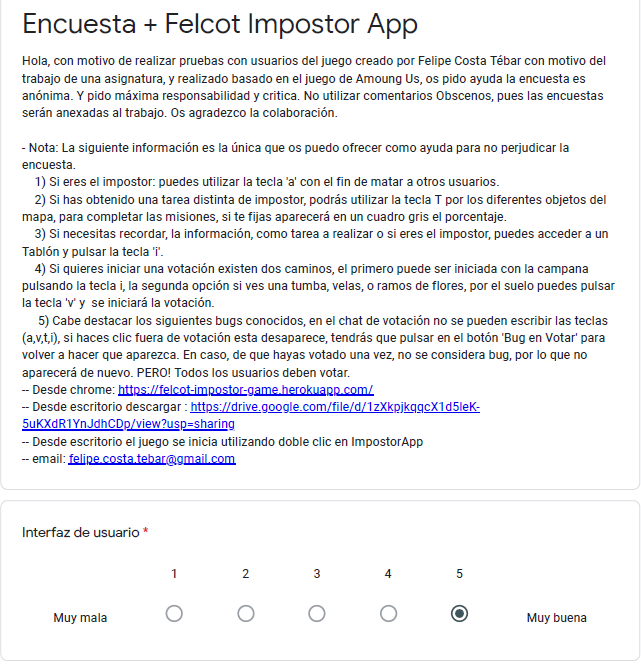 Encuesta + Felcot Impostor App
Hola, con motivo de realizar pruebas con usuarios del juego creado por Felipe Costa Tébar con motivo del
trabajo de una asignatura, y realizado basado en el juego de Amoung Us, os pido ayuda la encuesta es
anónima. Y pido máxima responsabilidad y critica. No utilizar comentarios Obscenos, pues las encuestas
serán anexadas al trabajo. Os agradezco la colaboración.
- Nota: La siguiente información es la única que os puedo ofrecer como ayuda para no perjudicar la
encuesta.
1) Si eres el impostor: puedes utilizar la tecla 'a' con el fin de matar a otros usuarios.
2) Si has obtenido una tarea distinta de impostor, podrás utilizar la tecla T por los diferentes objetos del
mapa, para completar las misiones, si te fijas aparecerá en un cuadro gris el porcentaje.
3) Si necesitas recordar, la información, como tarea a realizar o si eres el impostor, puedes acceder a un
Tablón y pulsar la tecla 'i'.
4) Si quieres iniciar una votación existen dos caminos, el primero puede ser iniciada con la campana
pulsando la tecla i, la segunda opción si ves una tumba, velas, o ramos de flores, por el suelo puedes pulsar
la tecla 'v' y se iniciará la votación.
5) Cabe destacar los siguientes bugs conocidos, en el chat de votación no se pueden escribir las teclas
(a,v,t,i), si haces clic fuera de votación esta desaparece, tendrás que pulsar en el botón 'Bug en Votar' para
volver a hacer que aparezca. En caso, de que hayas votado una vez, no se considera bug, por lo que no
aparecerá de nuevo. PERO! Todos los usuarios deben votar.
-- Desde chrome: https://felcot-impostor-game.herokuapp.com/
-- Desde escritorio descargar : https://drive.google.com/file/d/1zXkpjkqqcX1d5leK-
5uKXdR1YnJdhCDp/view?usp=sharing
-- Desde escritorio el juego se inicia utilizando doble clic en ImpostorApp
-- email: felipe.costa.tebar@gmail.com
Interfaz de usuario *
1 2 3 4 5
Muy mala Muy buena